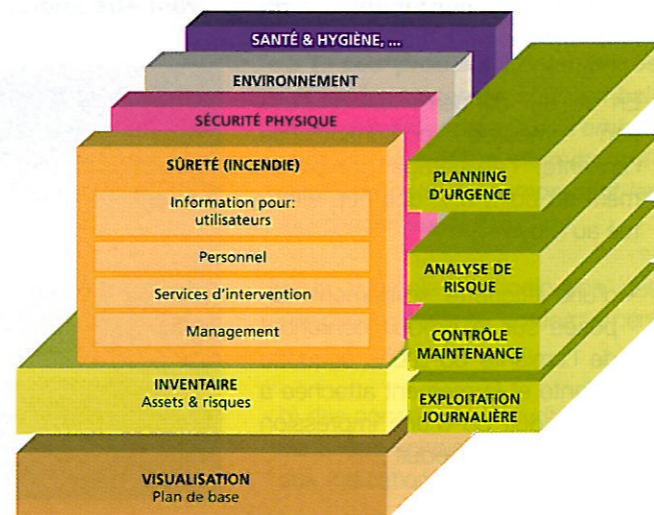 SANTÉ & HYGIÈNE, ...
ENVIRONNEMENT
SÉCURITÉ PHYSIQUE
SÛRETÉ (INCENDIE)
Information pour:
utilisateurs
Personnel
Services d'intervention
Management
INVENTAIRE
Assets & risques
VISUALISATION
Plan de base
PLANNING
D'URGENCE
ANALYSE DE
RISQUE
CONTRÔLE
MAINTENANCE
EXPLOITATION
JOURNALIÈRE